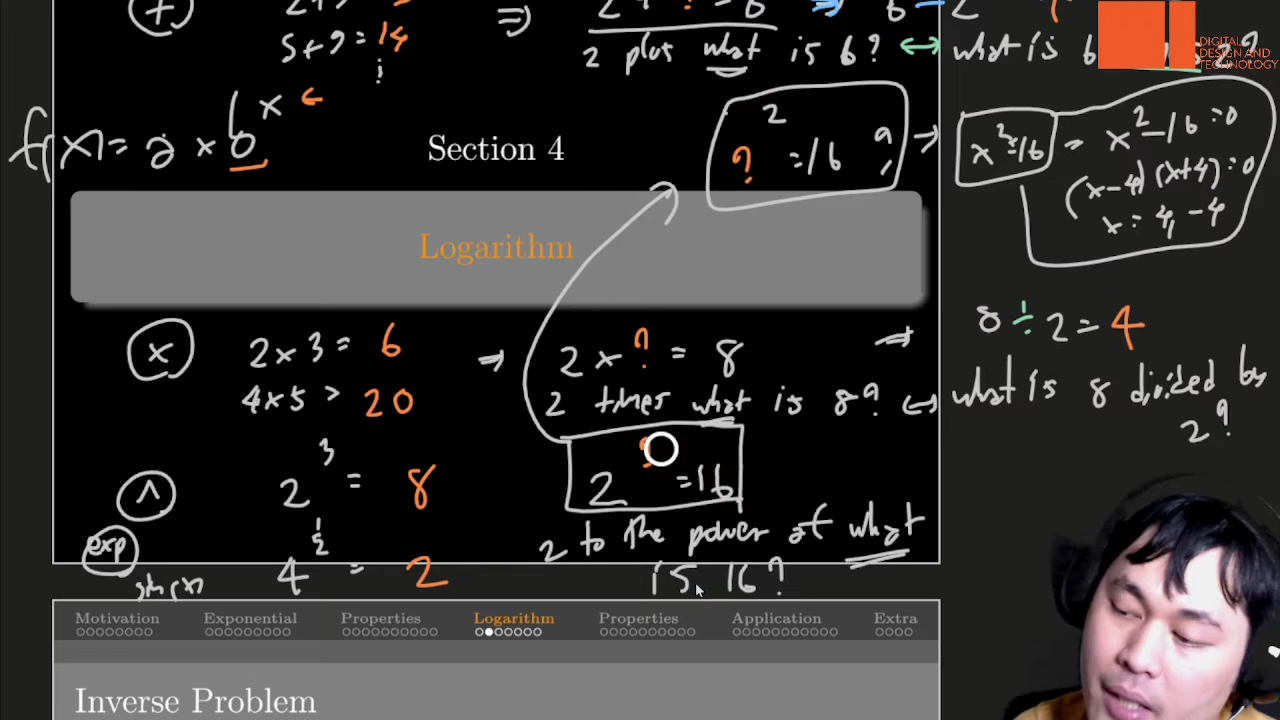 5+9=14
2 plus what is 6? ↔ what is 6
DIGITAL
DESIGN AND
TECHNOLOGY
f(x) = 2 × b^x ←
Section 4
?^2 = 16 ?
x^2=16 = x^2-16=0
(x-4)(x+4)=0
x = 4, -4
Logarithm
2×3= 6
2 × ? = 8
8 ÷ 2 = 4
4×5 = 20
2 times what is 8? ↔ what is 8 divided by 2?
2^3 = 8
2^? =16
exp
4^1/2 = 2
2 to the power of what
is 16?
Motivation Exponential Properties Logarithm Properties Application Extra
Inverse Problem